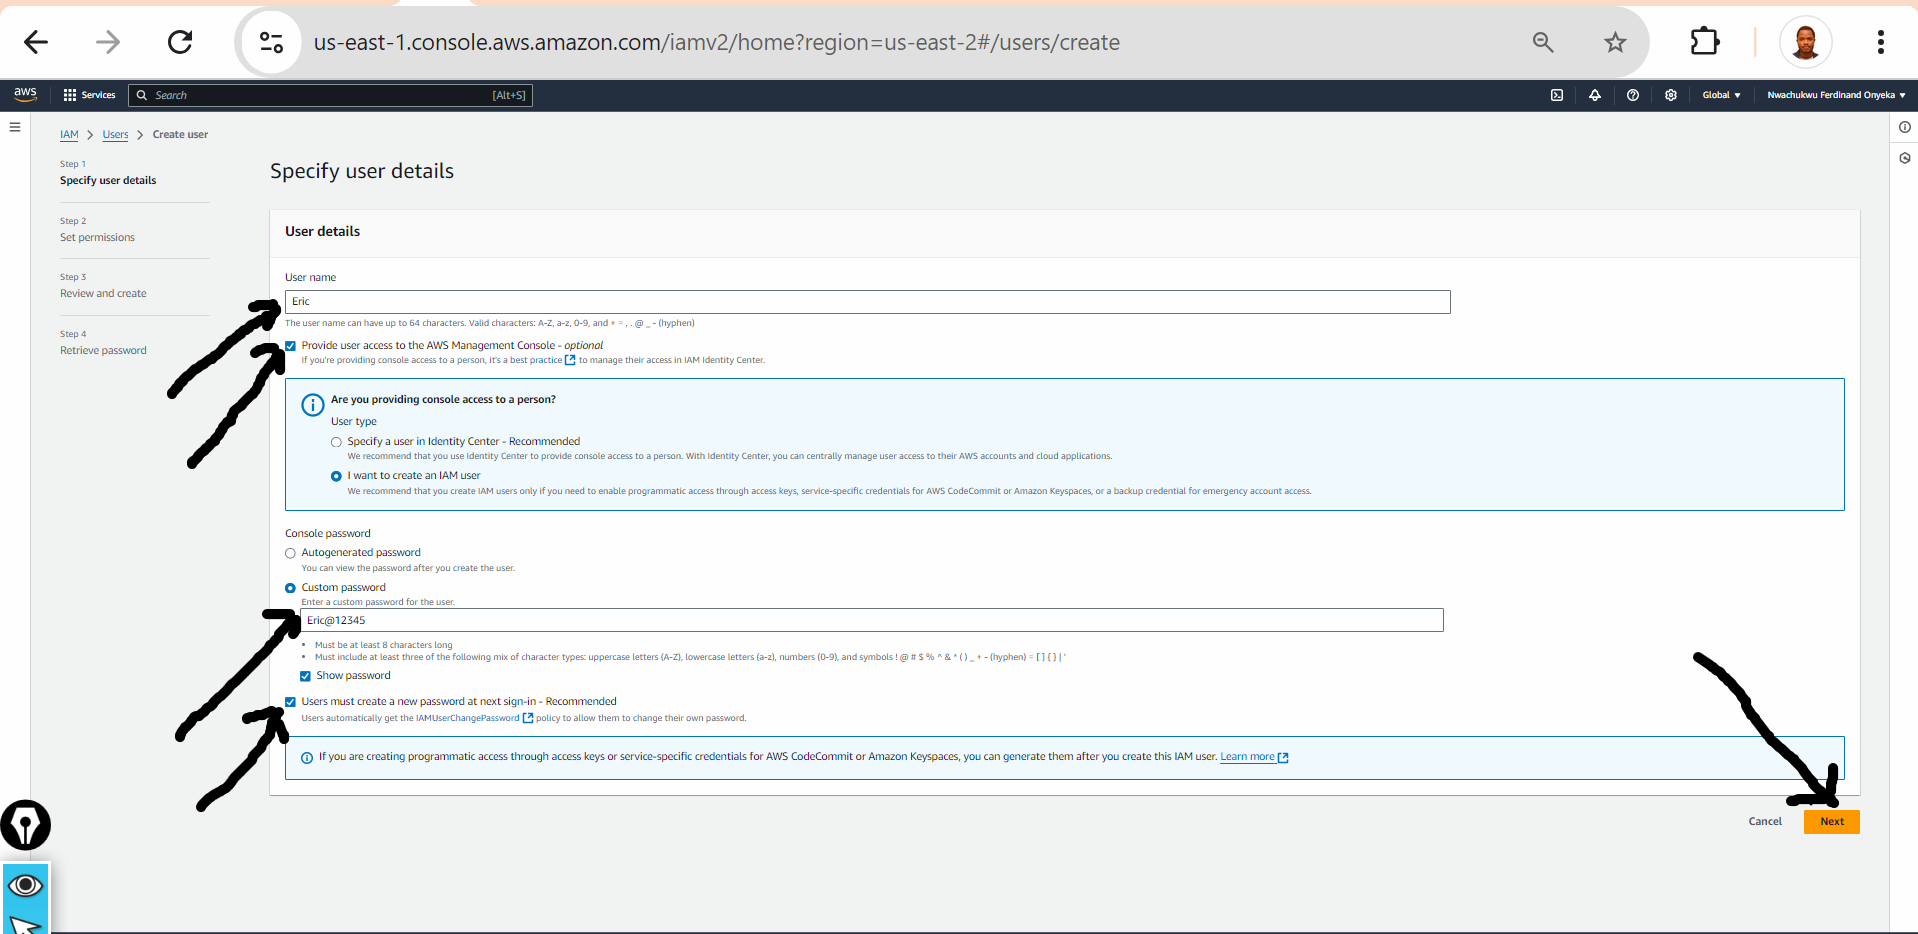 us-east-1.console.aws.amazon.com/iamv2/home?region=us-east-2#/users/create
aws Services Search [Alt+S] Global Nwachukwu Ferdinand Onyeka
IAM Users Create user
Step 1
Specify user details
Step 2
Set permissions
Step 3
Review and create
Step 4
Retrieve password
Specify user details
User details
User name
Eric
The user name can have up to 64 characters. Valid characters: A-Z, a-z, 0-9, and + = , . @ _ - (hyphen)
Provide user access to the AWS Management Console - optional
If you're providing console access to a person, it's a best practice to manage their access in IAM Identity Center.
Are you providing console access to a person?
User type
Specify a user in Identity Center - Recommended
We recommend that you use Identity Center to provide console access to a person. With Identity Center, you can centrally manage user access to their AWS accounts and cloud applications.
I want to create an IAM user
We recommend that you create IAM users only if you need to enable programmatic access through access keys, service-specific credentials for AWS CodeCommit or Amazon Keyspaces, or a backup credential for emergency account access.
Console password
Autogenerated password
You can view the password after you create the user.
Custom password
Enter a custom password for the user.
Eric@12345
• Must be at least 8 characters long
• Must include at least three of the following mix of character types: uppercase letters (A-Z), lowercase letters (a-z), numbers (0-9), and symbols ! @ # $ % ^ & * ( ) _ + - (hyphen) = [ ] { } | '
Show password
Users must create a new password at next sign-in - Recommended
Users automatically get the IAMUserChangePassword policy to allow them to change their own password.
If you are creating programmatic access through access keys or service-specific credentials for AWS CodeCommit or Amazon Keyspaces, you can generate them after you create this IAM user. Learn more
Cancel Next